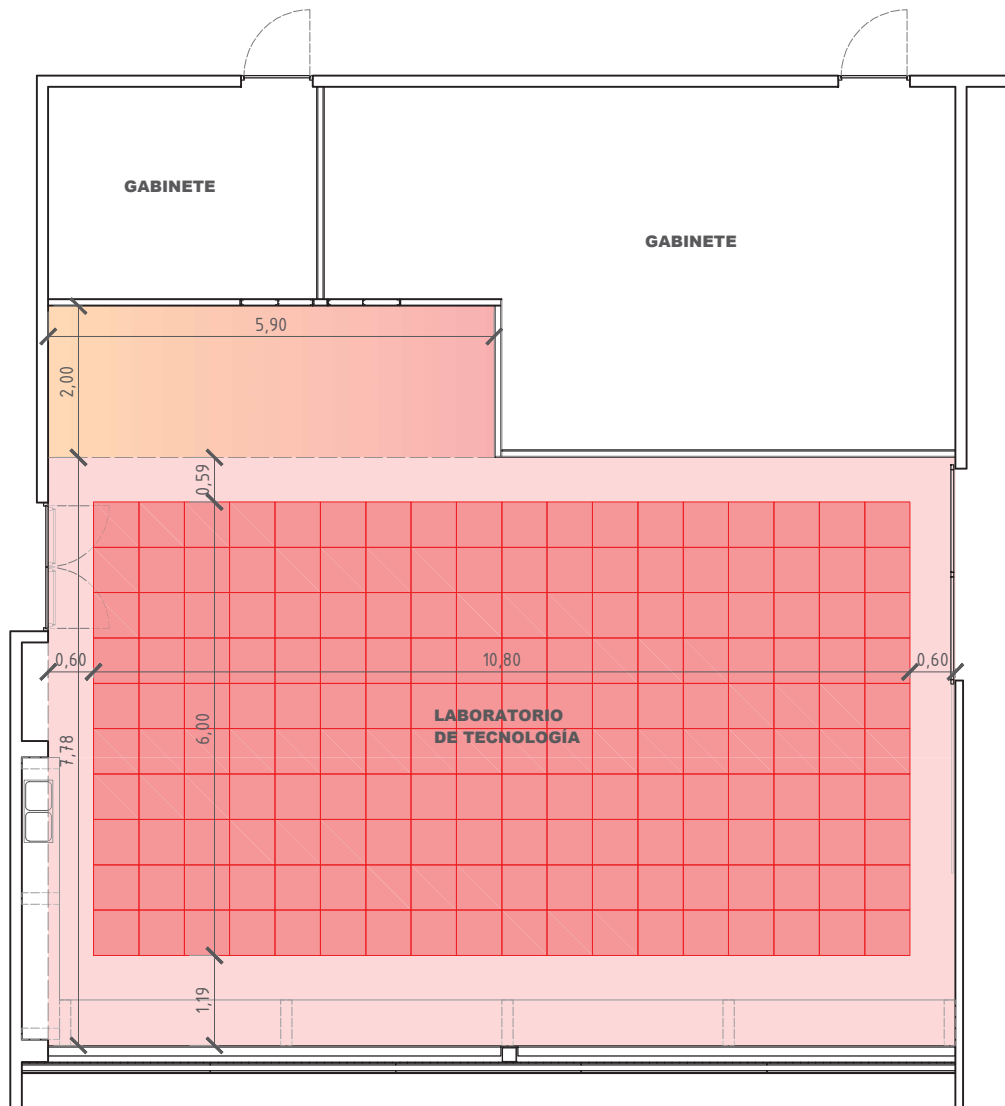 GABINETE
GABINETE
5,90
2,00
0,59
0,60
10,80
0,60
LABORATORIO
DE TECNOLOGÍA
6,00
7,78
1,19